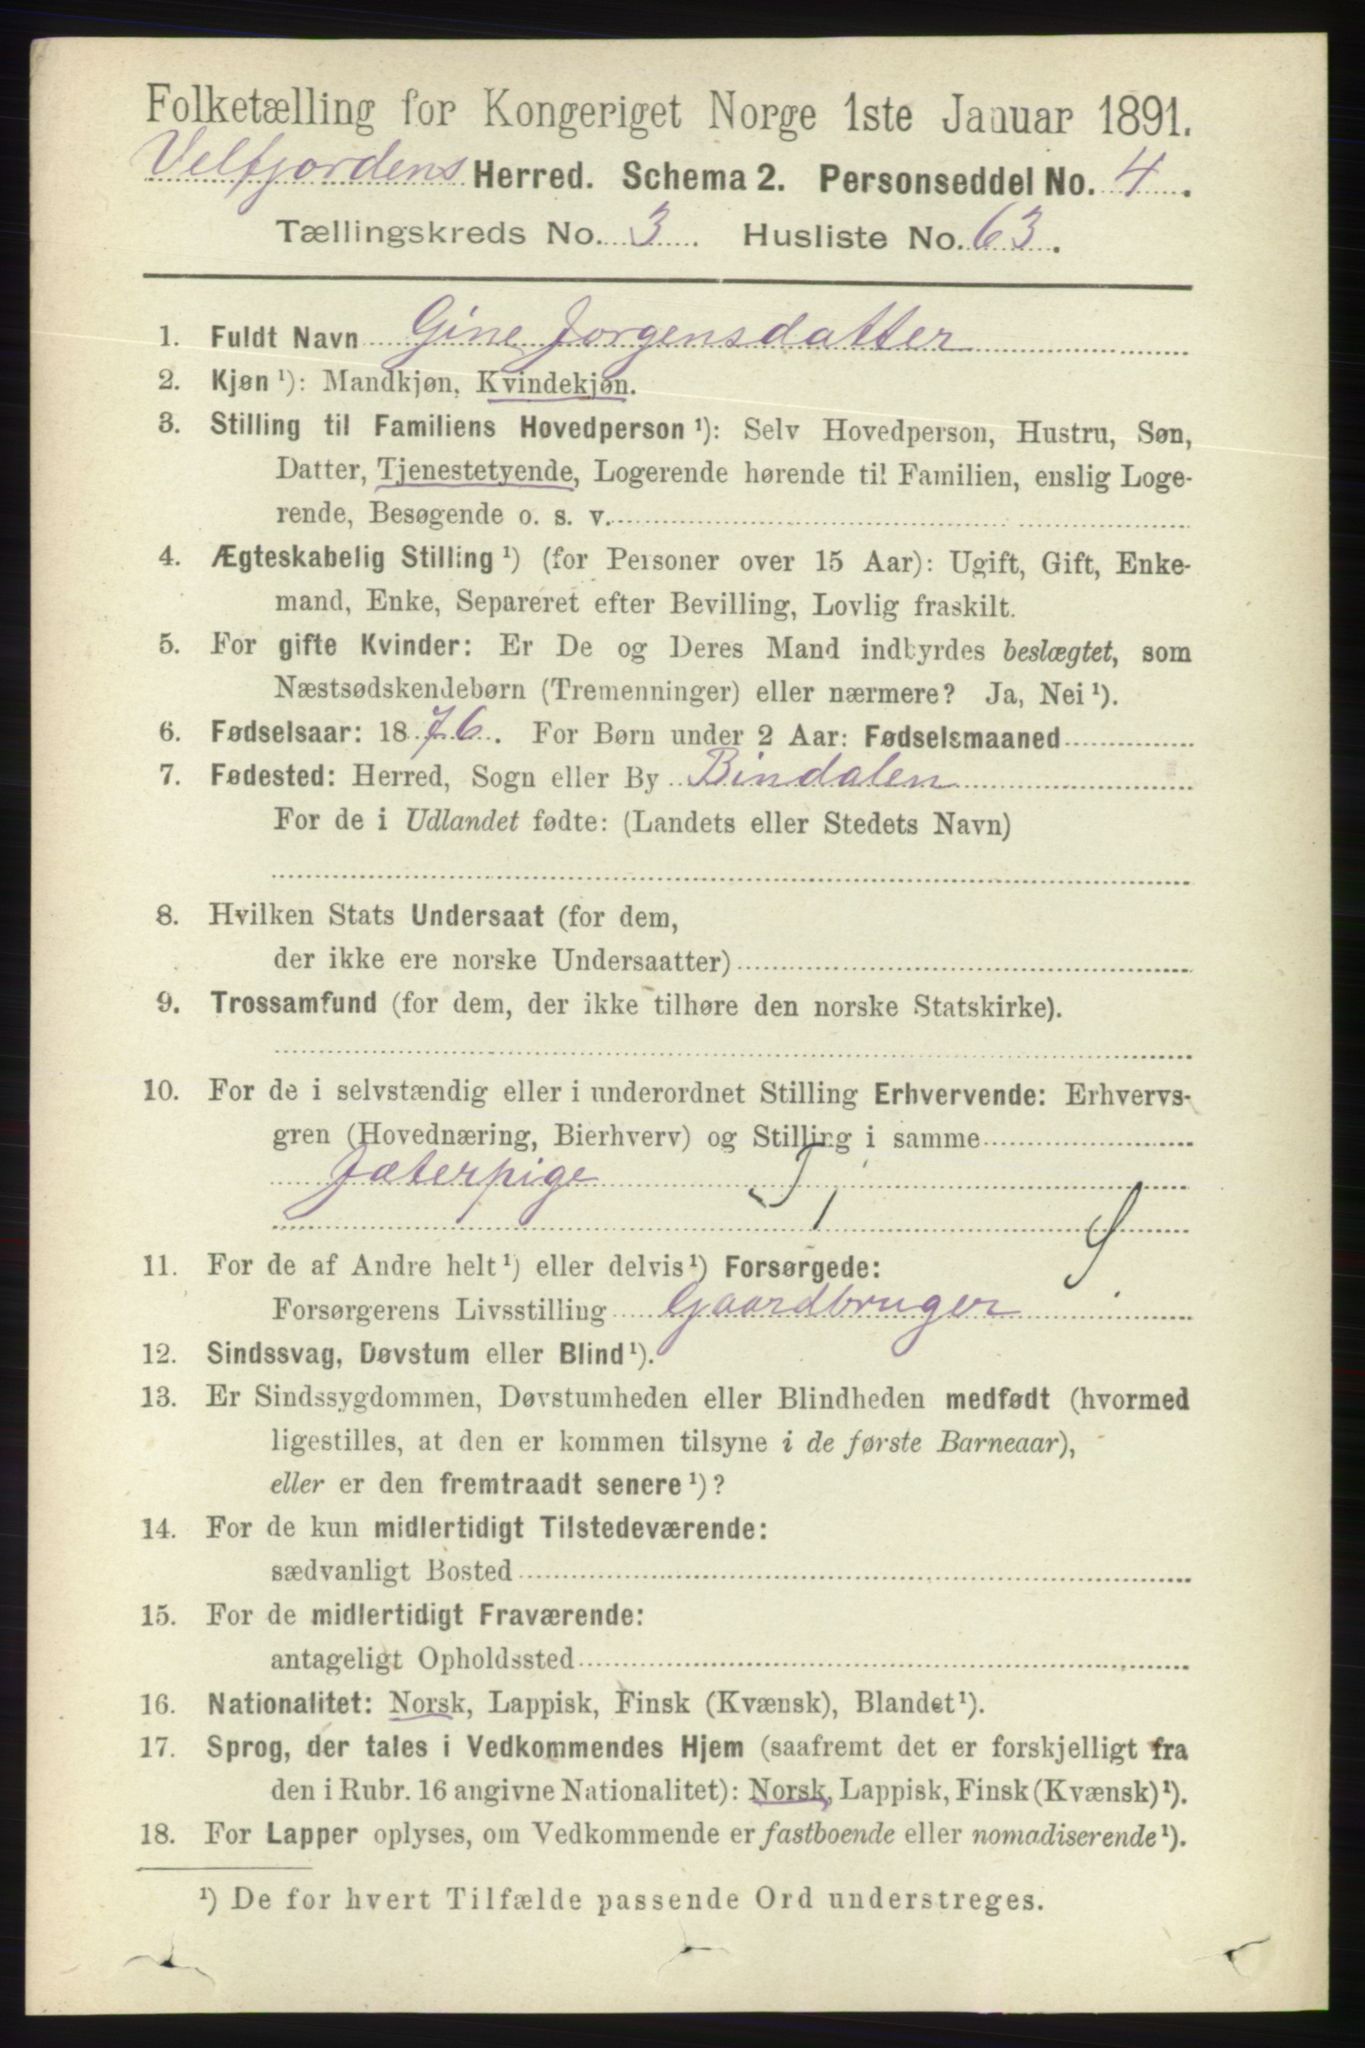 Folketælling for Kongeriget Norge 1ste Januar 1891.
Velfjordens Herred. Schema 2. Personseddel No. 4.
Tællingskreds No. 3. Husliste No. 63.
1. Fuldt Navn Gine Jørgensdatter
2. Kjøn ¹): Mandkjøn, Kvindekjøn.
3. Stilling til Familiens Hovedperson ¹): Selv Hovedperson, Hustru, Søn,
Datter, Tjenestetyende, Logerende hørende til Familien, enslig Loge-
rende, Besøgende o. s. v.
4. Ægteskabelig Stilling ¹) (for Personer over 15 Aar): Ugift, Gift, Enke-
mand, Enke, Separeret efter Bevilling, Lovlig fraskilt.
5. For gifte Kvinder: Er De og Deres Mand indbyrdes beslægtet, som
Næstsødskendebørn (Tremenninger) eller nærmere? Ja, Nei ¹).
6. Fødselsaar: 1876. For Børn under 2 Aar: Fødselsmaaned
7. Fødested: Herred, Sogn eller By Bindalen
For de i Udlandet fødte: (Landets eller Stedets Navn)
8. Hvilken Stats Undersaat (for dem,
der ikke ere norske Undersaatter)
9. Trossamfund (for dem, der ikke tilhøre den norske Statskirke).
10. For de i selvstændig eller i underordnet Stilling Erhvervende: Erhvervs-
gren (Hovednæring, Bierhverv) og Stilling i samme
Jæterpige
11. For de af Andre helt ¹) eller delvis ¹) Forsørgede:
Forsørgerens Livsstilling Gaardbruger
12. Sindssvag, Døvstum eller Blind ¹).
13. Er Sindssygdommen, Døvstumheden eller Blindheden medfødt (hvormed
ligestilles, at den er kommen tilsyne i de første Barneaar),
eller er den fremtraadt senere ¹)?
14. For de kun midlertidigt Tilstedeværende:
sædvanligt Bosted
15. For de midlertidigt Fraværende:
antageligt Opholdssted
16. Nationalitet: Norsk, Lappisk, Finsk (Kvænsk), Blandet ¹).
17. Sprog, der tales i Vedkommendes Hjem (saafremt det er forskjelligt fra
den i Rubr. 16 angivne Nationalitet): Norsk, Lappisk, Finsk (Kvænsk) ¹).
18. For Lapper oplyses, om Vedkommende er fastboende eller nomadiserende ¹).
¹) De for hvert Tilfælde passende Ord understreges.